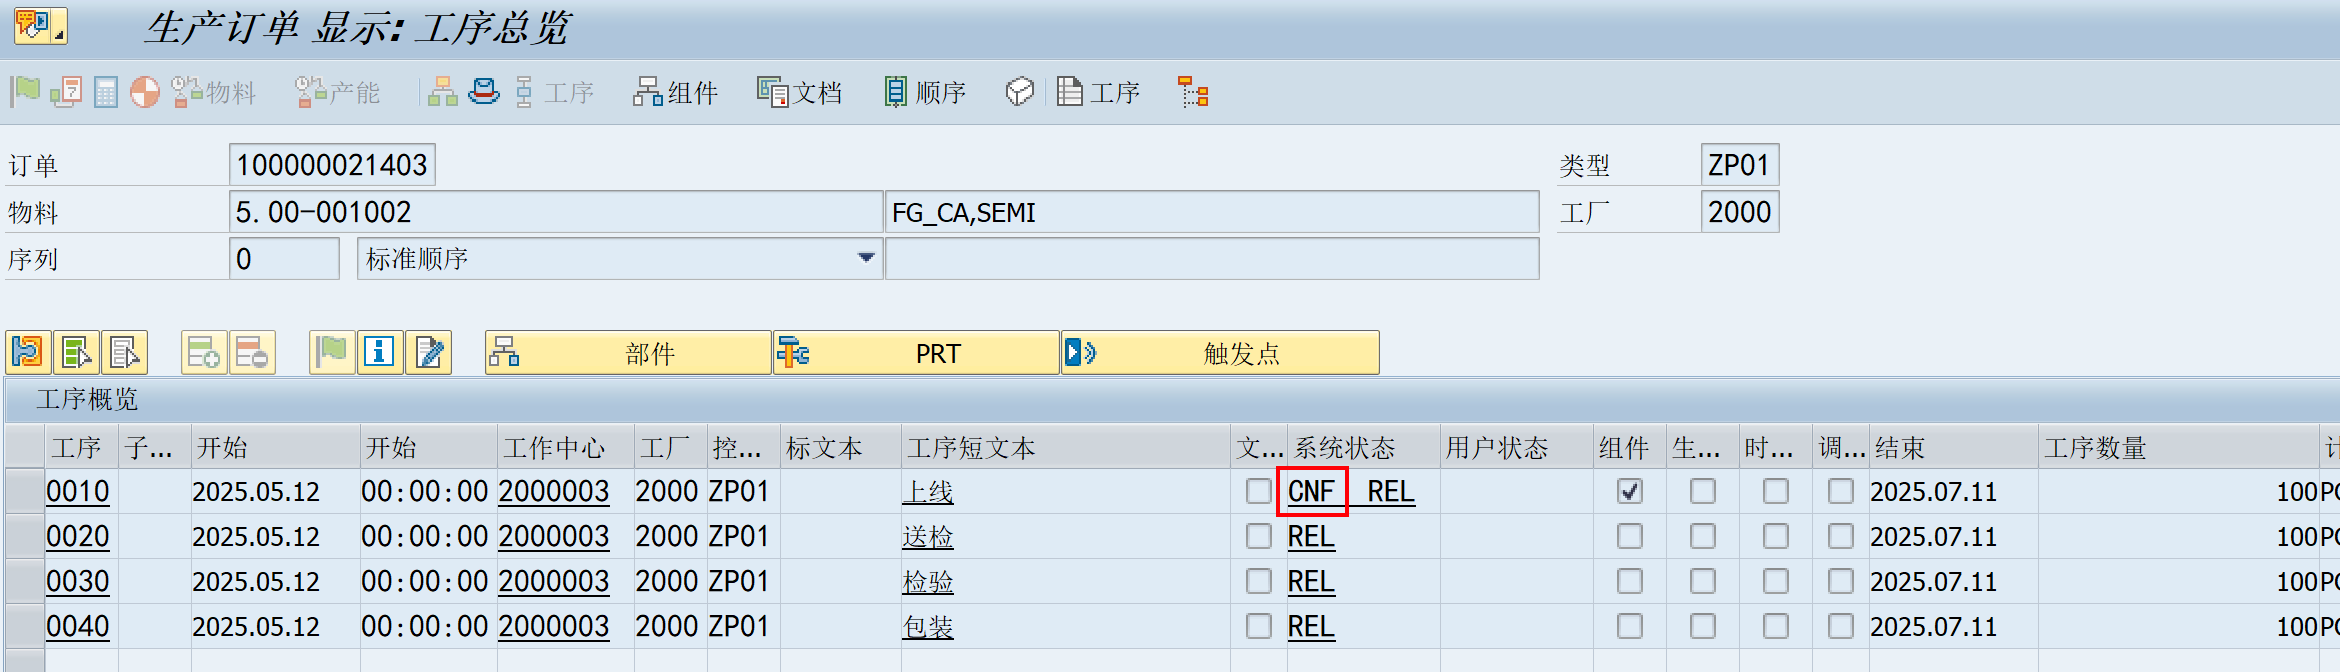 生产订单 显示: 工序总览
物料 产能 工序 组件 文档 顺序 工序
订单 100000021403 类型 ZP01
物料 5.00-001002 FG_CA,SEMI 工厂 2000
序列 0 标准顺序
部件 PRT 触发点
工序概览
工序 子... 开始 开始 工作中心 工厂 控... 标文本 工序短文本 文... 系统状态 用户状态 组件 生... 时... 调... 结束 工序数量
0010 2025.05.12 00:00:00 2000003 2000 ZP01 上线 CNF REL 2025.07.11 100
0020 2025.05.12 00:00:00 2000003 2000 ZP01 送检 REL 2025.07.11 100
0030 2025.05.12 00:00:00 2000003 2000 ZP01 检验 REL 2025.07.11 100
0040 2025.05.12 00:00:00 2000003 2000 ZP01 包装 REL 2025.07.11 100